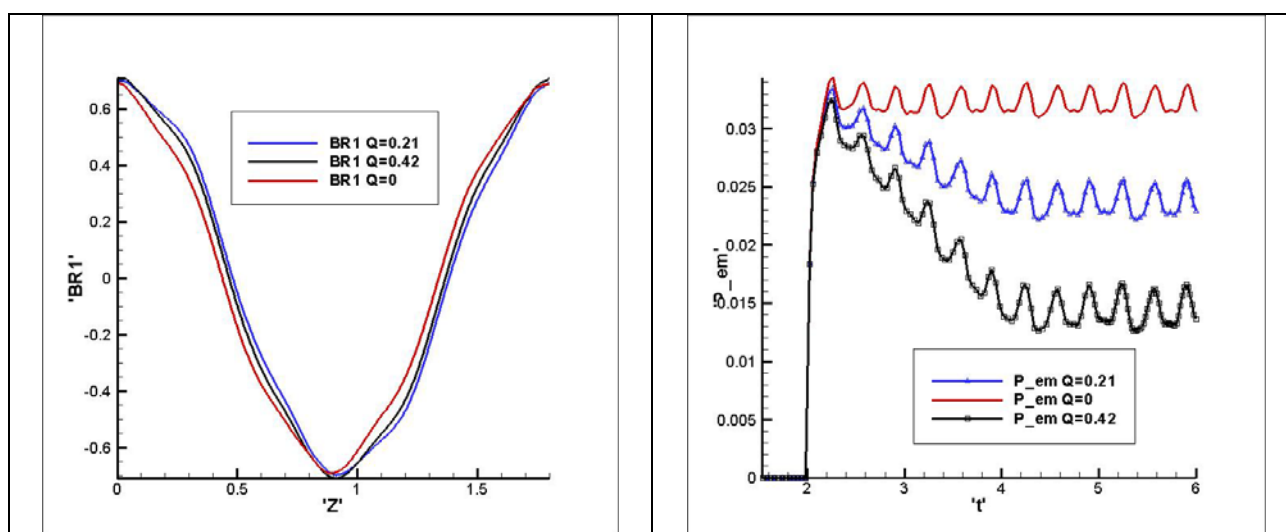 0.6
0.4
0.2
0
-0.2
-0.4
-0.6
'BR1'
BR1 Q=0.21
BR1 Q=0.42
BR1 Q=0
0 0.5 1 1.5
'Z'
0.03
0.025
0.02
0.015
0.01
0.005
0
'P_em'
P_em Q=0.21
P_em Q=0
P_em Q=0.42
2 3 4 5 6
't'